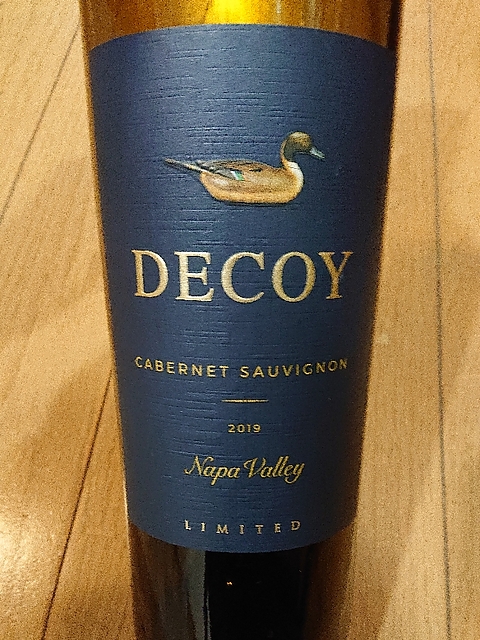 DECOY
CABERNET SAUVIGNON
2019
Napa Valley
LIMITED